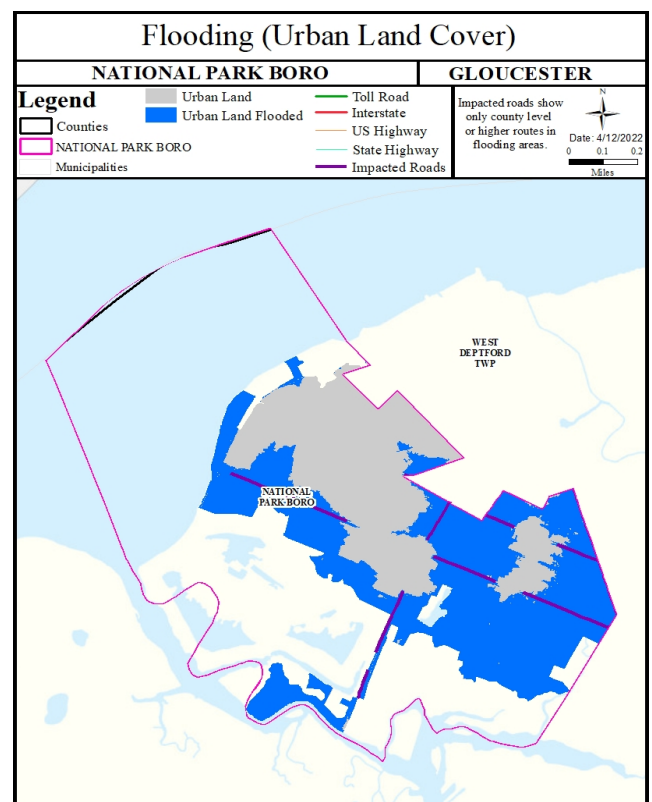 Flooding (Urban Land Cover)
NATIONAL PARK BORO
GLOUCESTER
Legend
Counties
NATIONAL PARK BORO
Municipalities
Urban Land
Urban Land Flooded
Toll Road
Interstate
US Highway
State Highway
Impacted Roads
Impacted roads show
only county level
or higher routes in
flooding areas.
N
Date: 4/12/2022
0 0.1 0.2
Miles
WEST
DEPTFORD
TWP
NATIONAL
PARK BORO